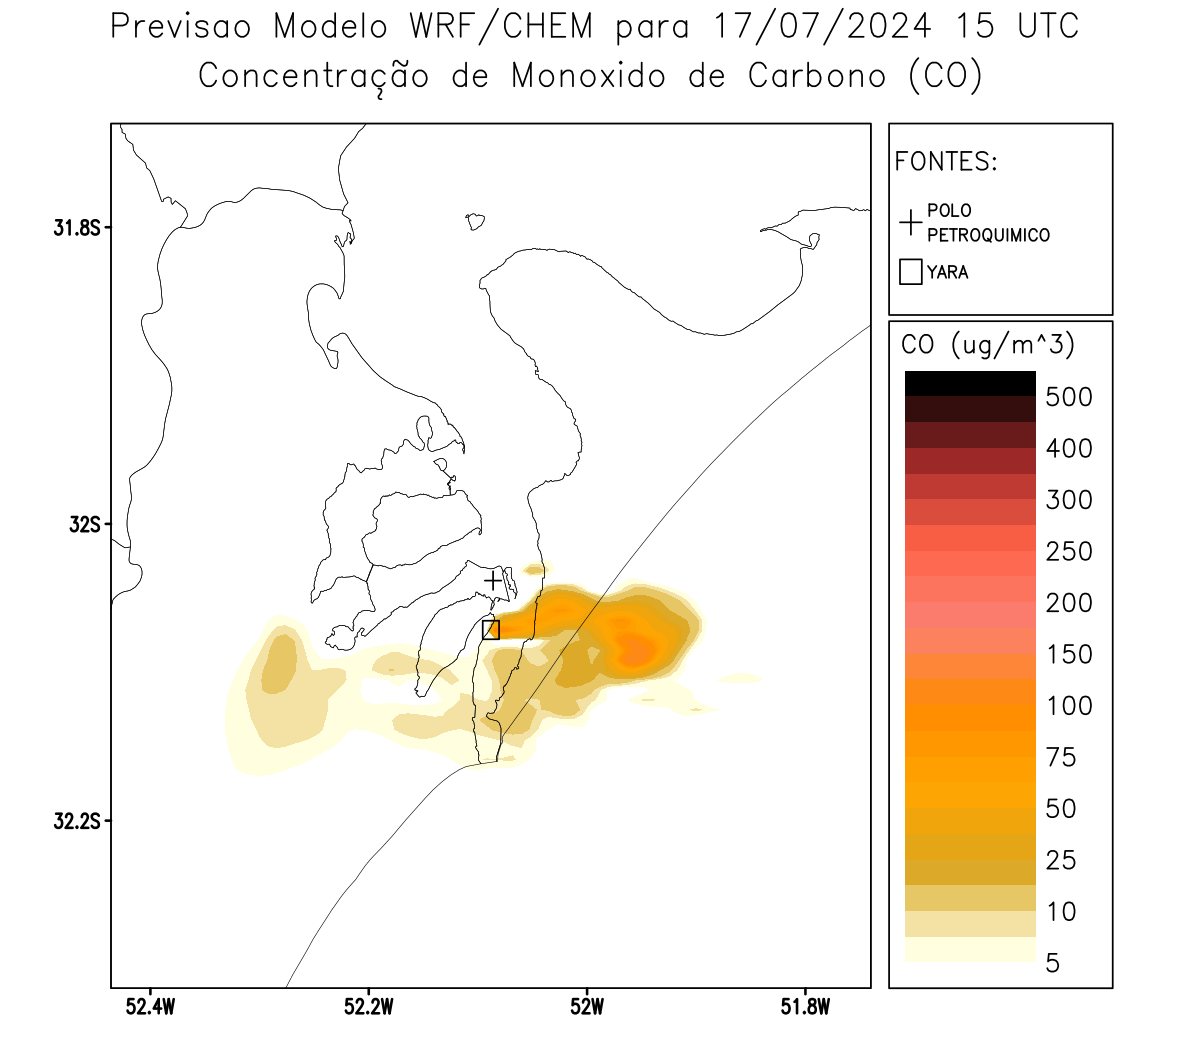 Previsao Modelo WRF/CHEM para 17/07/2024 15 UTC
Concentração de Monoxido de Carbono (CO)
FONTES:
POLO
PETROQUIMICO
YARA
CO (ug/m^3)
500
400
300
250
200
150
100
75
50
25
10
5
31.8S
32S
32.2S
52.4W
52.2W
52W
51.8W